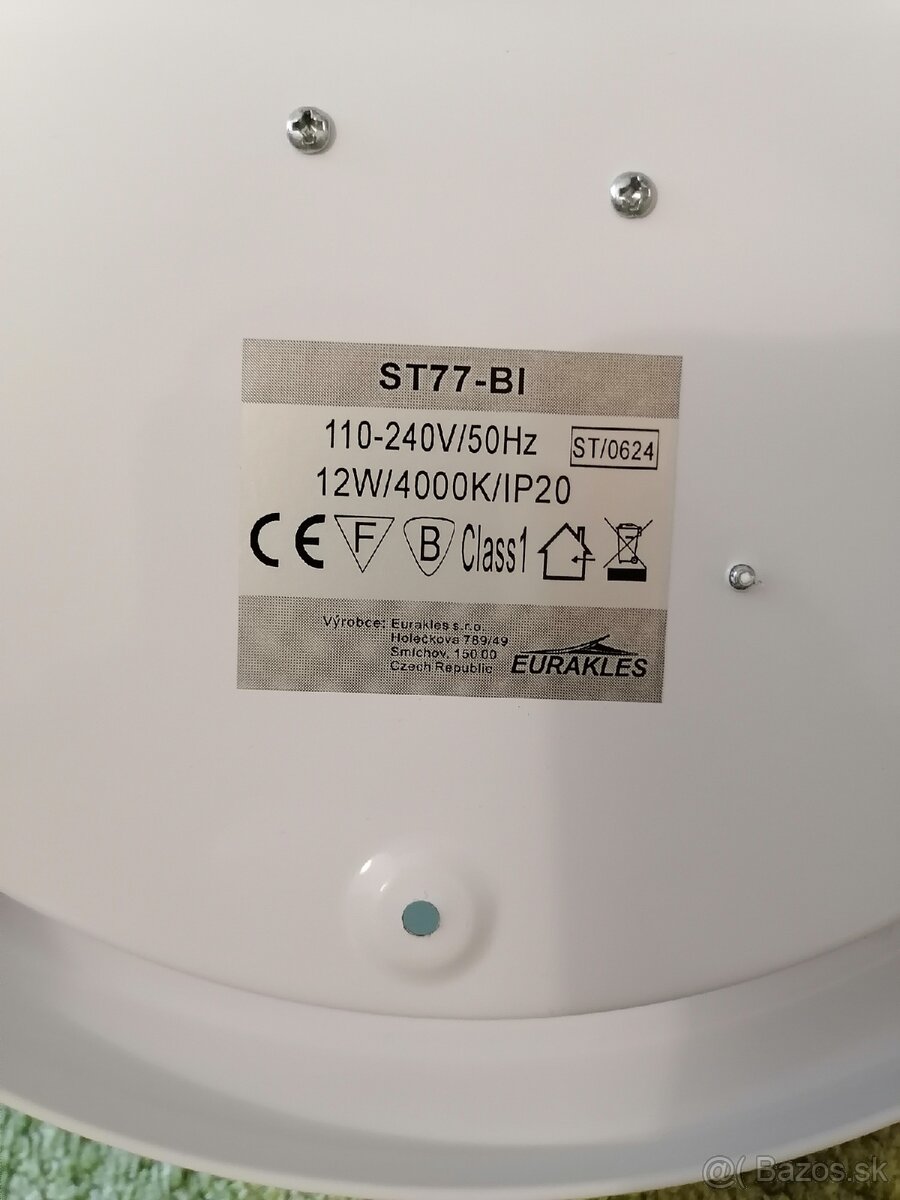 ST77-BI
110-240V/50Hz ST/0624
12W/4000K/IP20
CE F B Class1
Výrobce: Eurakles s.r.o.
Holečkova 789/49
Smíchov, 150 00
Czech Republic
EURAKLES
@( Bazos.sk